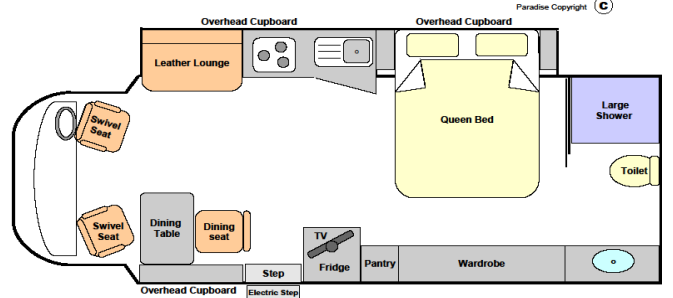 Paradise Copyright ©
Overhead Cupboard
Overhead Cupboard
Leather Lounge
Queen Bed
Large
Shower
Swivel
Seat
Toilet
Swivel
Seat
Dining
Table
Dining
seat
TV
Fridge
Pantry
Wardrobe
Step
Overhead Cupboard
Electric Step